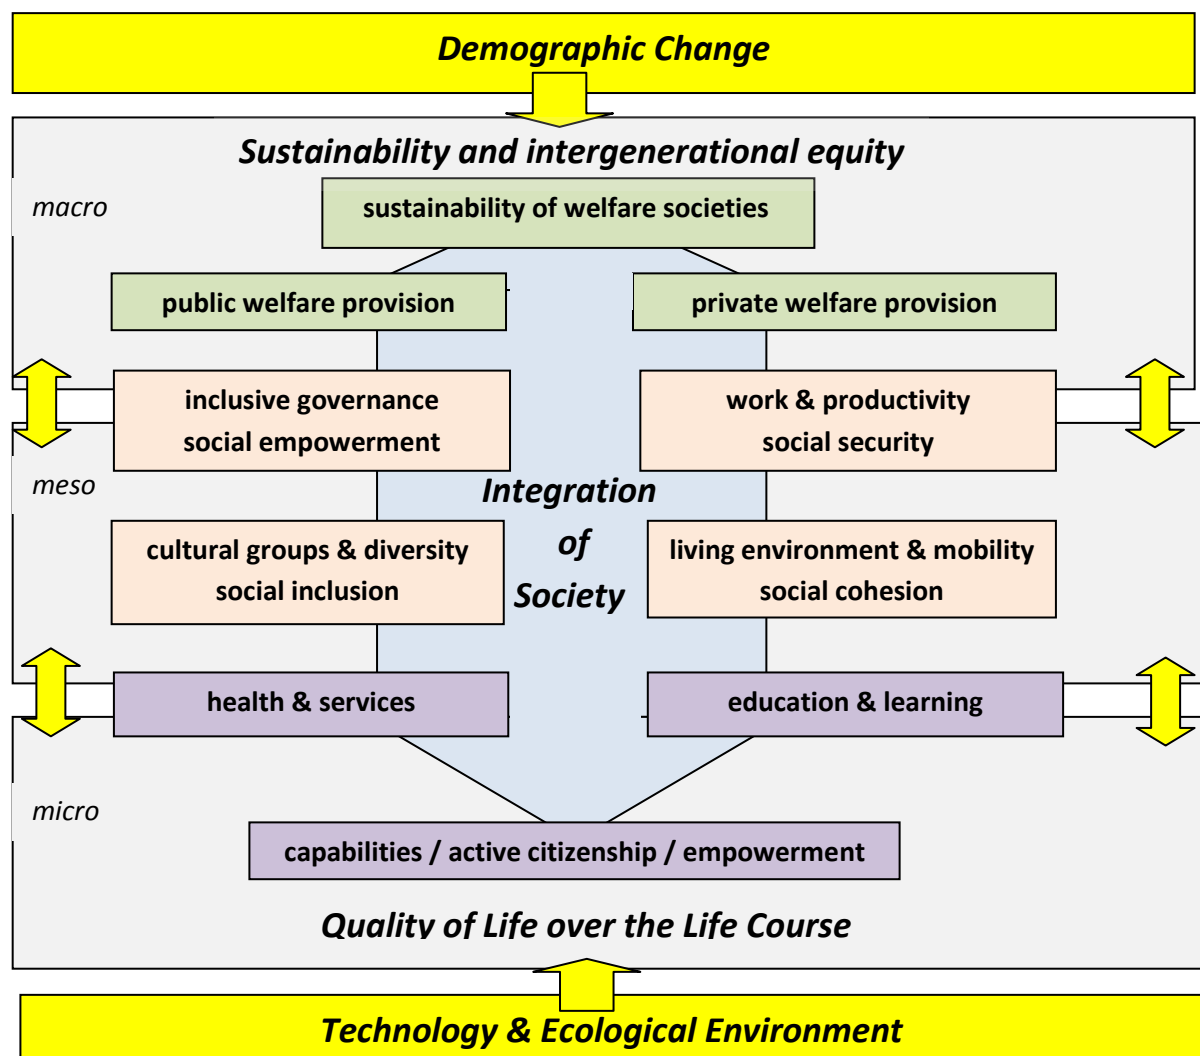 Demographic Change
Sustainability and intergenerational equity
macro
sustainability of welfare societies
public welfare provision
private welfare provision
inclusive governance
social empowerment
work & productivity
social security
meso
Integration
of
Society
cultural groups & diversity
social inclusion
living environment & mobility
social cohesion
health & services
education & learning
micro
capabilities / active citizenship / empowerment
Quality of Life over the Life Course
Technology & Ecological Environment